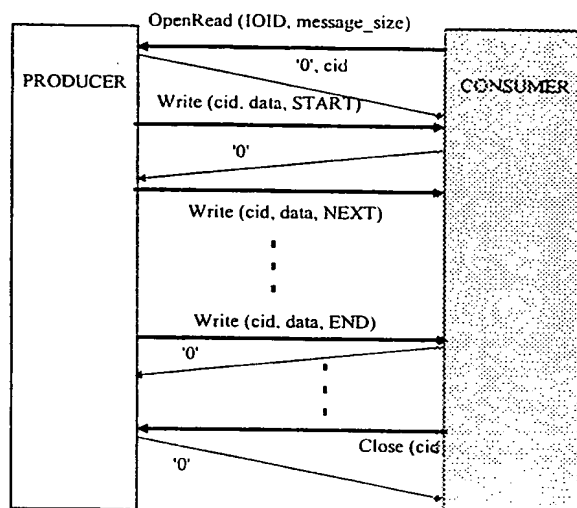 OpenRead (IOID, message_size)
'0', cid
PRODUCER
CONSUMER
Write (cid, data, START)
'0'
Write (cid, data, NEXT)
Write (cid, data, END)
'0'
Close (cid
'0'